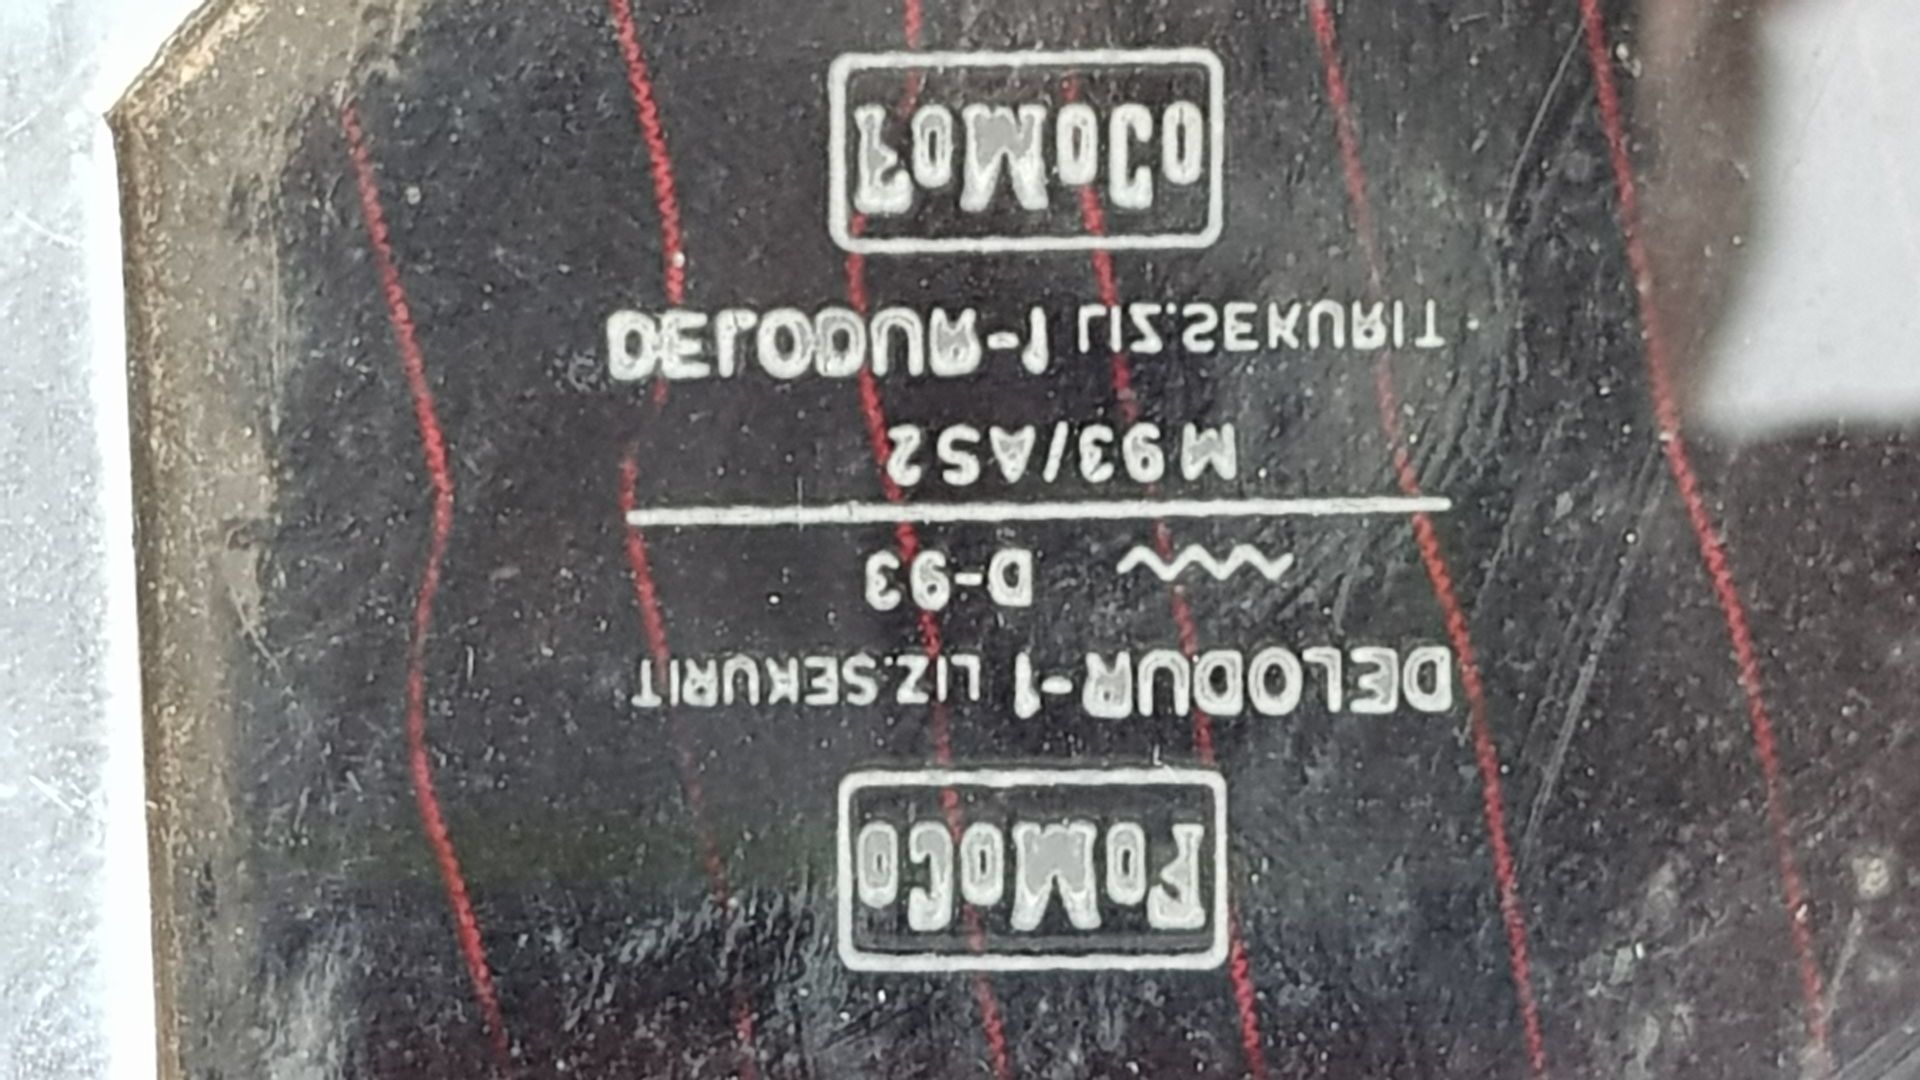 FoMoCo
DELODUR-1 LIZ.SEKURIT
M93/AS2
D-93
DELODUR-1 LIZ.SEKURIT
FoMoCo